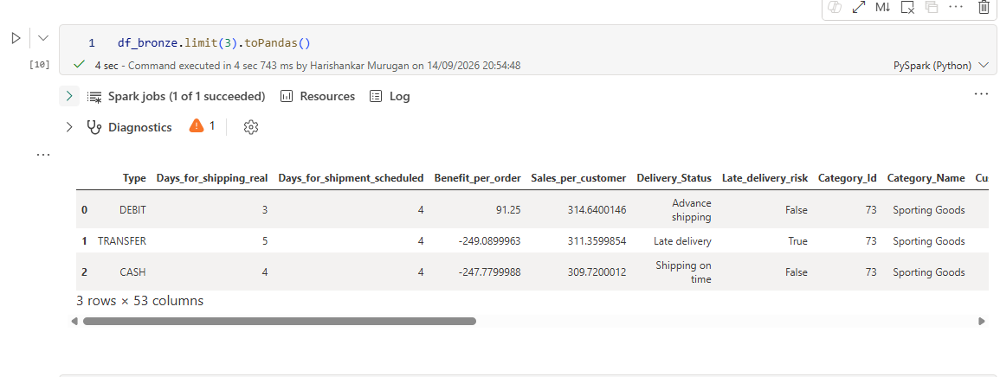 M↓
1 df_bronze.limit(3).toPandas()
[10]
4 sec - Command executed in 4 sec 743 ms by Harishankar Murugan on 14/09/2026 20:54:48
PySpark (Python)
Spark jobs (1 of 1 succeeded) Resources Log
Diagnostics 1
Type Days_for_shipping_real Days_for_shipment_scheduled Benefit_per_order Sales_per_customer Delivery_Status Late_delivery_risk Category_Id Category_Name Cu
0 DEBIT 3 4 91.25 314.6400146 Advance shipping False 73 Sporting Goods
1 TRANSFER 5 4 -249.0899963 311.3599854 Late delivery True 73 Sporting Goods
2 CASH 4 4 -247.7799988 309.7200012 Shipping on time False 73 Sporting Goods
3 rows × 53 columns